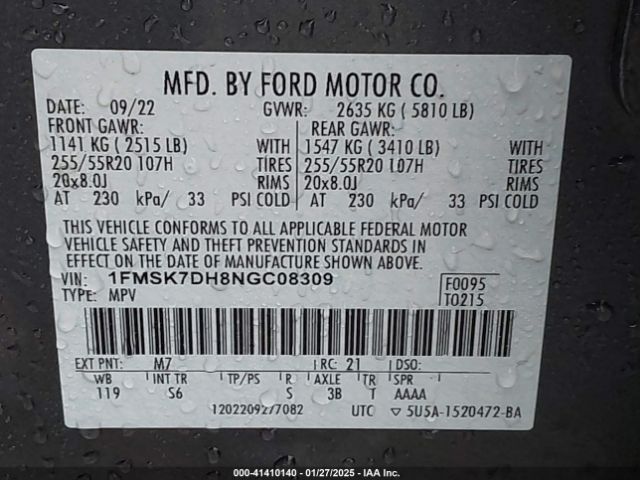 MFD. BY FORD MOTOR CO.
DATE: 09/22 GVWR: 2635 KG ( 5810 LB)
FRONT GAWR: REAR GAWR:
1141 KG ( 2515 LB) WITH 1547 KG ( 3410 LB) WITH
255/55R20 107H TIRES 255/55R20 107H TIRES
20x8.0J RIMS 20x8.0J RIMS
AT 230 kPa/ 33 PSI COLD AT 230 kPa/ 33 PSI COLD
THIS VEHICLE CONFORMS TO ALL APPLICABLE FEDERAL MOTOR
VEHICLE SAFETY AND THEFT PREVENTION STANDARDS IN
EFFECT ON THE DATE OF MANUFACTURE SHOWN ABOVE.
VIN: 1FMSK7DH8NGC08309 F0095
TYPE: MPV T0215
EXT PNT: M7 RC: 21 DSO:
WB INT TR TP/PS R AXLE TR SPR
119 S6 S 3B T AAAA
1202209277082 UTC ▽ 5U5A-1520472-BA
000-41410140 - 01/27/2025 - IAA Inc.